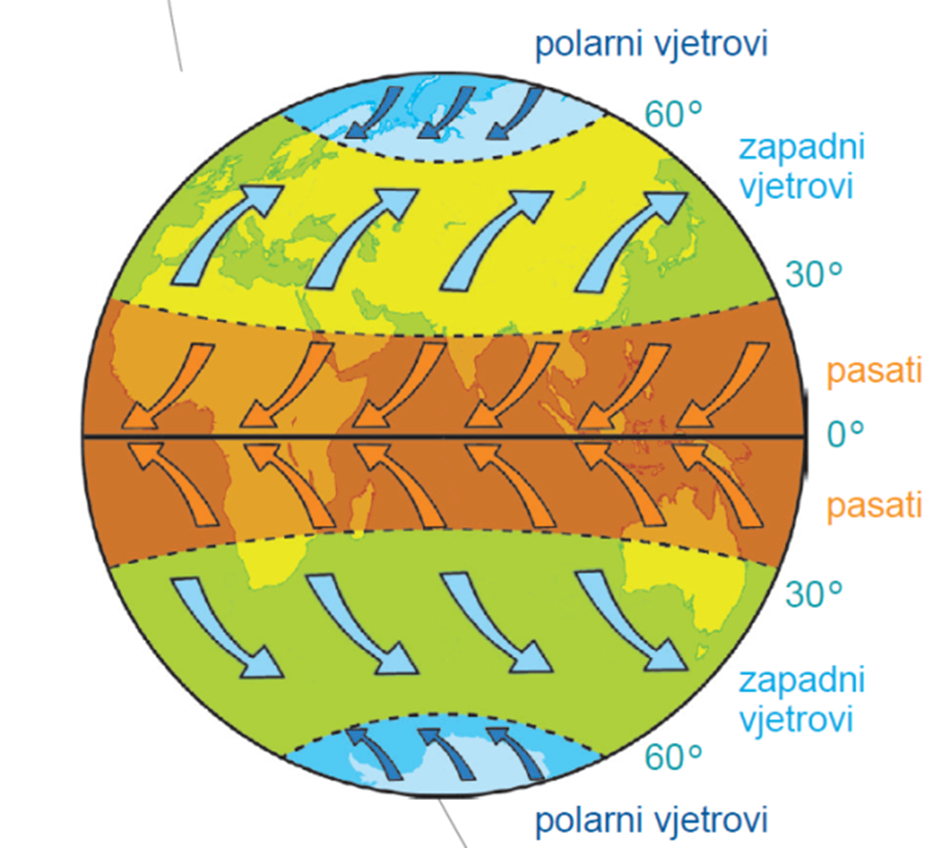 polarni vjetrovi
60°
zapadni
vjetrovi
30°
pasati
0°
pasati
30°
zapadni
vjetrovi
60°
polarni vjetrovi